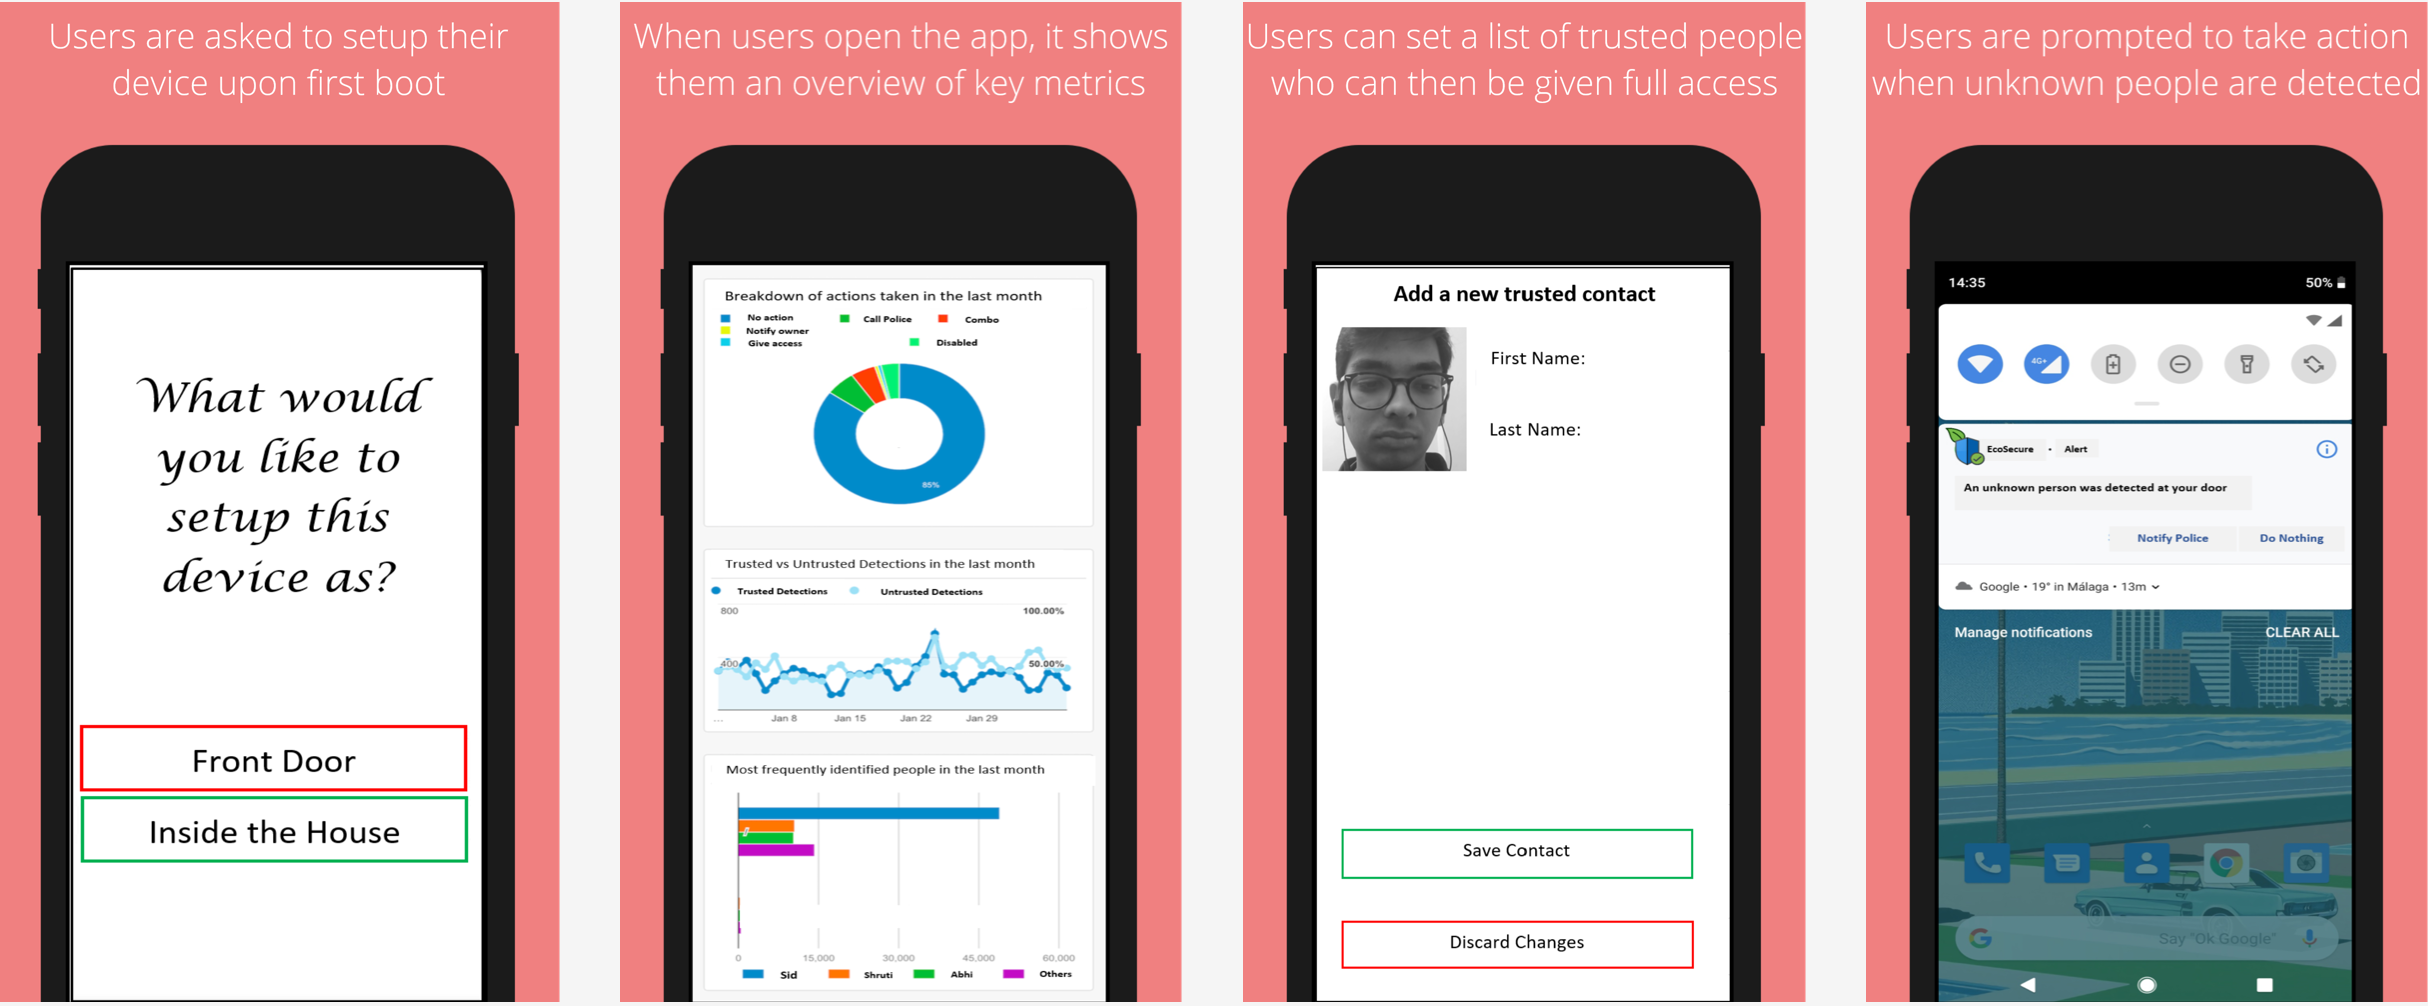 Users are asked to setup their
device upon first boot
What would
you like to
setup this
device as?
Front Door
Inside the House
When users open the app, it shows
them an overview of key metrics
Breakdown of actions taken in the last month
No action
Call Police
Combo
Notify owner
Give access
Disabled
85%
Trusted vs Untrusted Detections in the last month
Trusted Detections
Untrusted Detections
800
100.00%
400
50.00%
...
Jan 8
Jan 15
Jan 22
Jan 29
Most frequently identified people in the last month
0
15,000
30,000
45,000
60,000
Sid
Shruti
Abhi
Others
Users can set a list of trusted people
who can then be given full access
Add a new trusted contact
First Name:
Last Name:
Save Contact
Discard Changes
Users are prompted to take action
when unknown people are detected
14:35
50%
4G+
EcoSecure • Alert
An unknown person was detected at your door
Notify Police
Do Nothing
Google • 19° in Málaga • 13m
Manage notifications
CLEAR ALL
G
Say "Ok Google"